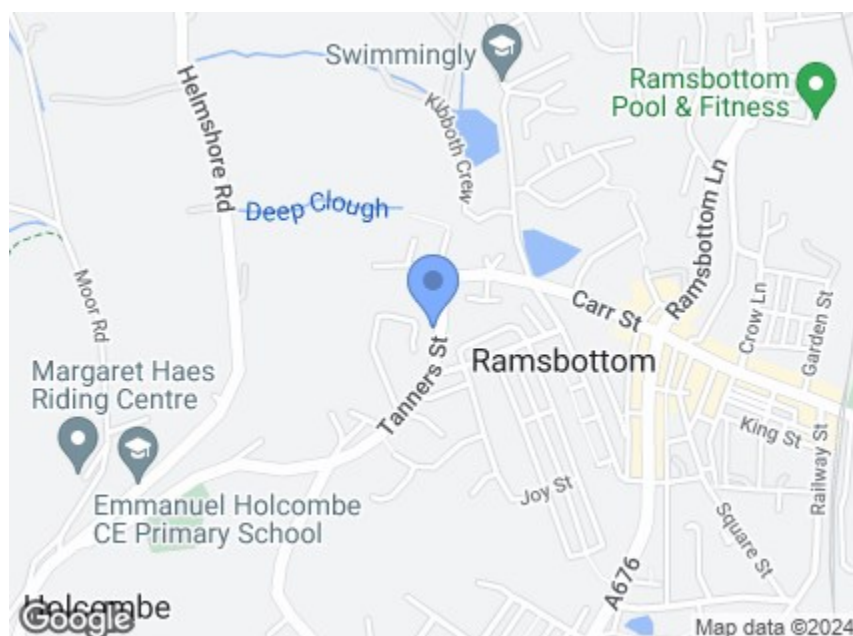 Swimmingly
Ramsbottom
Pool & Fitness
Helmshore Rd
Kibboth Crew
Ramsbottom Ln
Deep Clough
Moor Rd
Carr St
Crow Ln
Garden St
Ramsbottom
Tanners St
Margaret Haes
Riding Centre
King St
Railway St
Emmanuel Holcombe
CE Primary School
Joy St
Square St
A676
Holcombe
Google
Map data ©2024